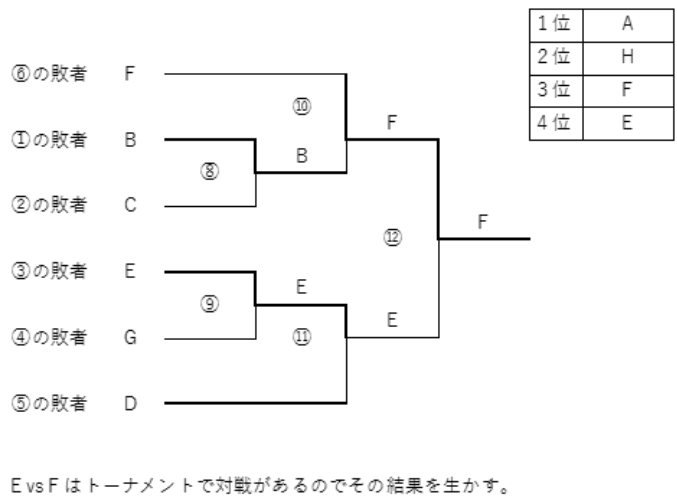 1位 A
2位 H
3位 F
4位 E
⑥の敗者 F
⑩
F
①の敗者 B
B
⑧
②の敗者 C
F
⑫
③の敗者 E
E
⑨
E
④の敗者 G
⑪
⑤の敗者 D
E vs F はトーナメントで対戦があるのでその結果を生かす。